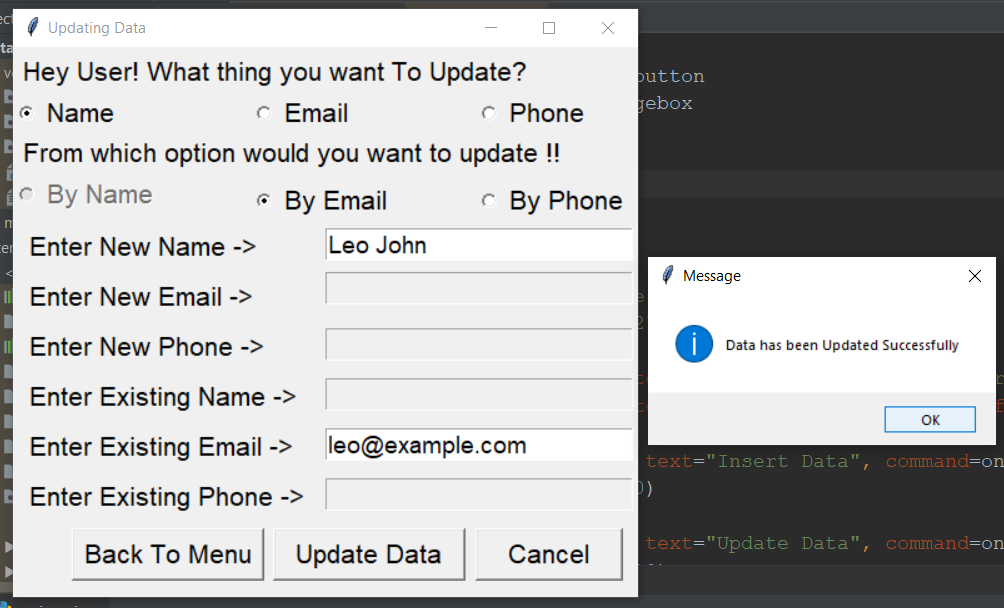 Updating Data
Hey User! What thing you want To Update?
Name Email Phone
From which option would you want to update !!
By Name By Email By Phone
Enter New Name -> Leo John
Enter New Email ->
Enter New Phone ->
Enter Existing Name ->
Enter Existing Email -> leo@example.com
Enter Existing Phone ->
Back To Menu Update Data Cancel
Message
Data has been Updated Successfully
OK
text="Insert Data", command=on
)
text="Update Data", command=on